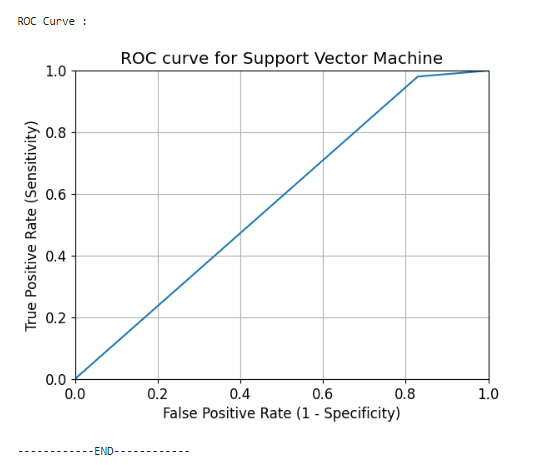 ROC Curve :
ROC curve for Support Vector Machine
1.0
0.8
0.6
0.4
0.2
0.0
True Positive Rate (Sensitivity)
0.0 0.2 0.4 0.6 0.8 1.0
False Positive Rate (1 - Specificity)
------------END------------